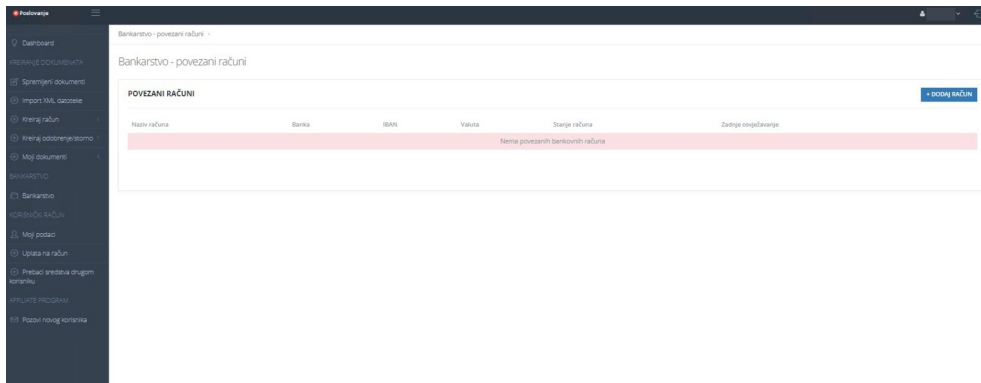 Poslovanje
Dashboard
KREIRANJE DOKUMENATA
Spremljeni dokumenti
Import XML datoteke
Kreiraj račun
Kreiraj odobrenje/storno
Moji dokumenti
BANKARSTVO
Bankarstvo
KORISNIČKI RAČUN
Moji podaci
Uplata na račun
Prebaci sredstva drugom
korisniku
AFFILIATE PROGRAM
Pozovi novog korisnika
Bankarstvo - povezani računi
Bankarstvo - povezani računi
POVEZANI RAČUNI
+ DODAJ RAČUN
Naziv računa Banka IBAN Valuta Stanje računa Zadnje osvježavanje
Nema povezanih bankovnih računa